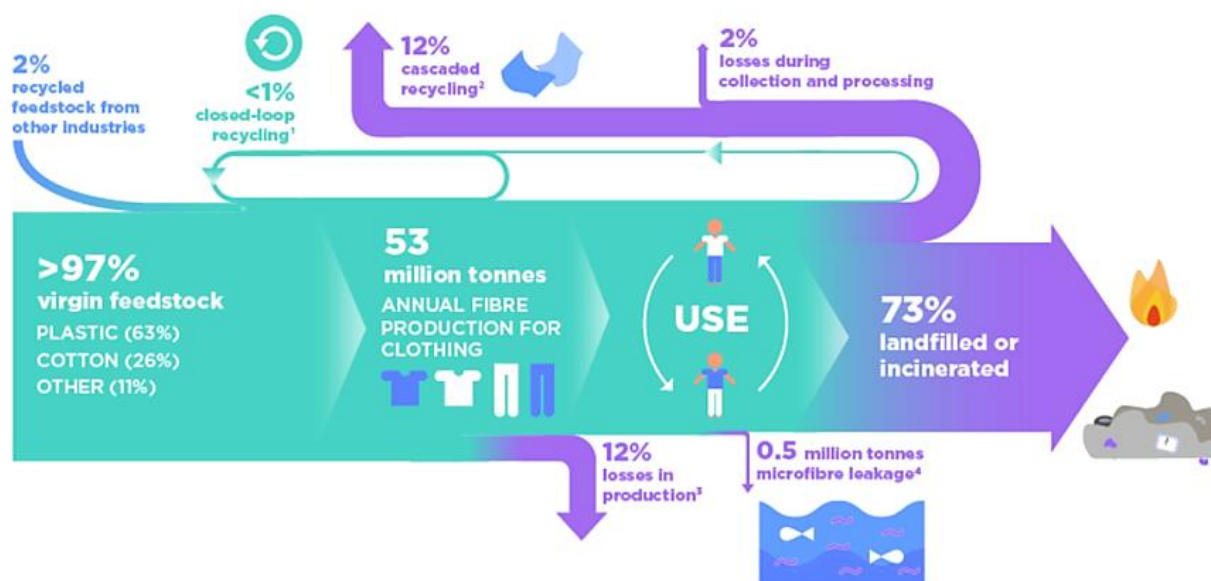 2%
recycled
feedstock from
other industries
<1%
closed-loop
recycling¹
12%
cascaded
recycling²
2%
losses during
collection and processing
>97%
virgin feedstock
PLASTIC (63%)
COTTON (26%)
OTHER (11%)
53
million tonnes
ANNUAL FIBRE
PRODUCTION FOR
CLOTHING
USE
73%
landfilled or
incinerated
12%
losses in
production³
0.5 million tonnes
microfibre leakage⁴